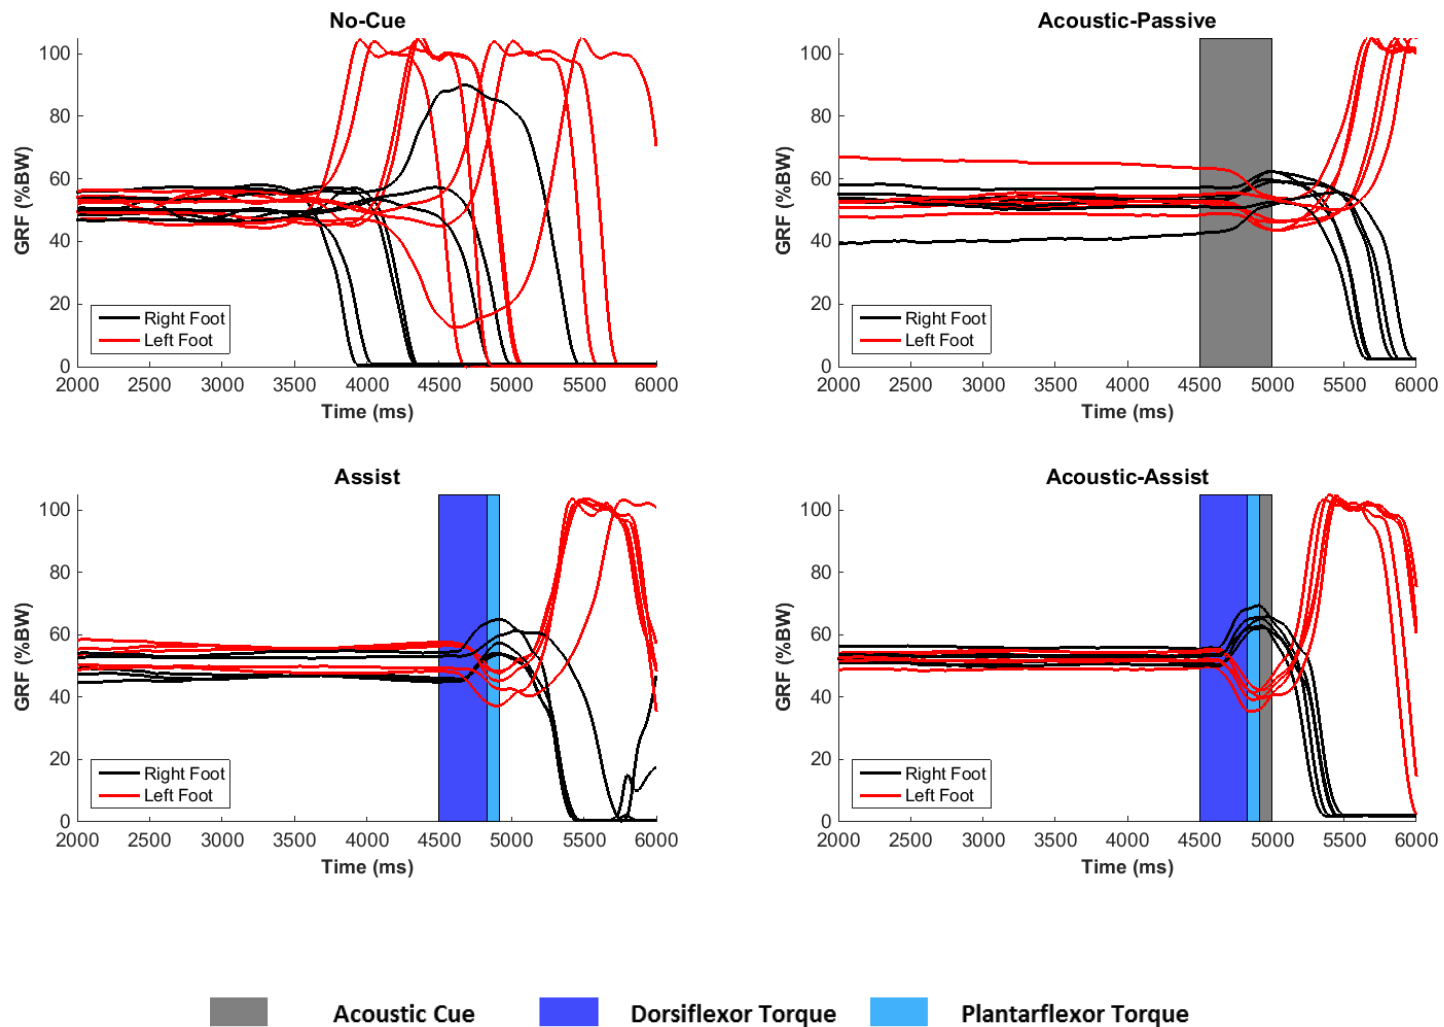 No-Cue
GRF (%BW)
100
80
60
40
20
0
Right Foot
Left Foot
2000 2500 3000 3500 4000 4500 5000 5500 6000
Time (ms)
Acoustic-Passive
GRF (%BW)
100
80
60
40
20
0
Right Foot
Left Foot
2000 2500 3000 3500 4000 4500 5000 5500 6000
Time (ms)
Assist
GRF (%BW)
100
80
60
40
20
0
Right Foot
Left Foot
2000 2500 3000 3500 4000 4500 5000 5500 6000
Time (ms)
Acoustic-Assist
GRF (%BW)
100
80
60
40
20
0
Right Foot
Left Foot
2000 2500 3000 3500 4000 4500 5000 5500 6000
Time (ms)
Acoustic Cue Dorsiflexor Torque Plantarflexor Torque